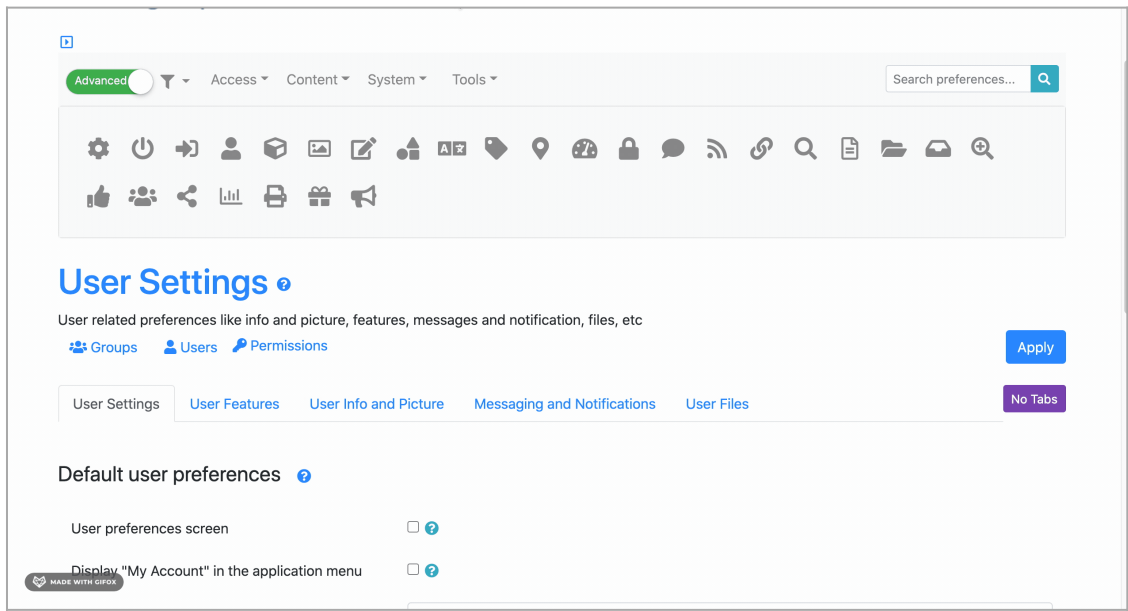 Advanced Access Content System Tools Search preferences...
User Settings
User related preferences like info and picture, features, messages and notification, files, etc
Groups Users Permissions
Apply
User Settings User Features User Info and Picture Messaging and Notifications User Files
No Tabs
Default user preferences
User preferences screen
Display "My Account" in the application menu
MADE WITH GIFOX